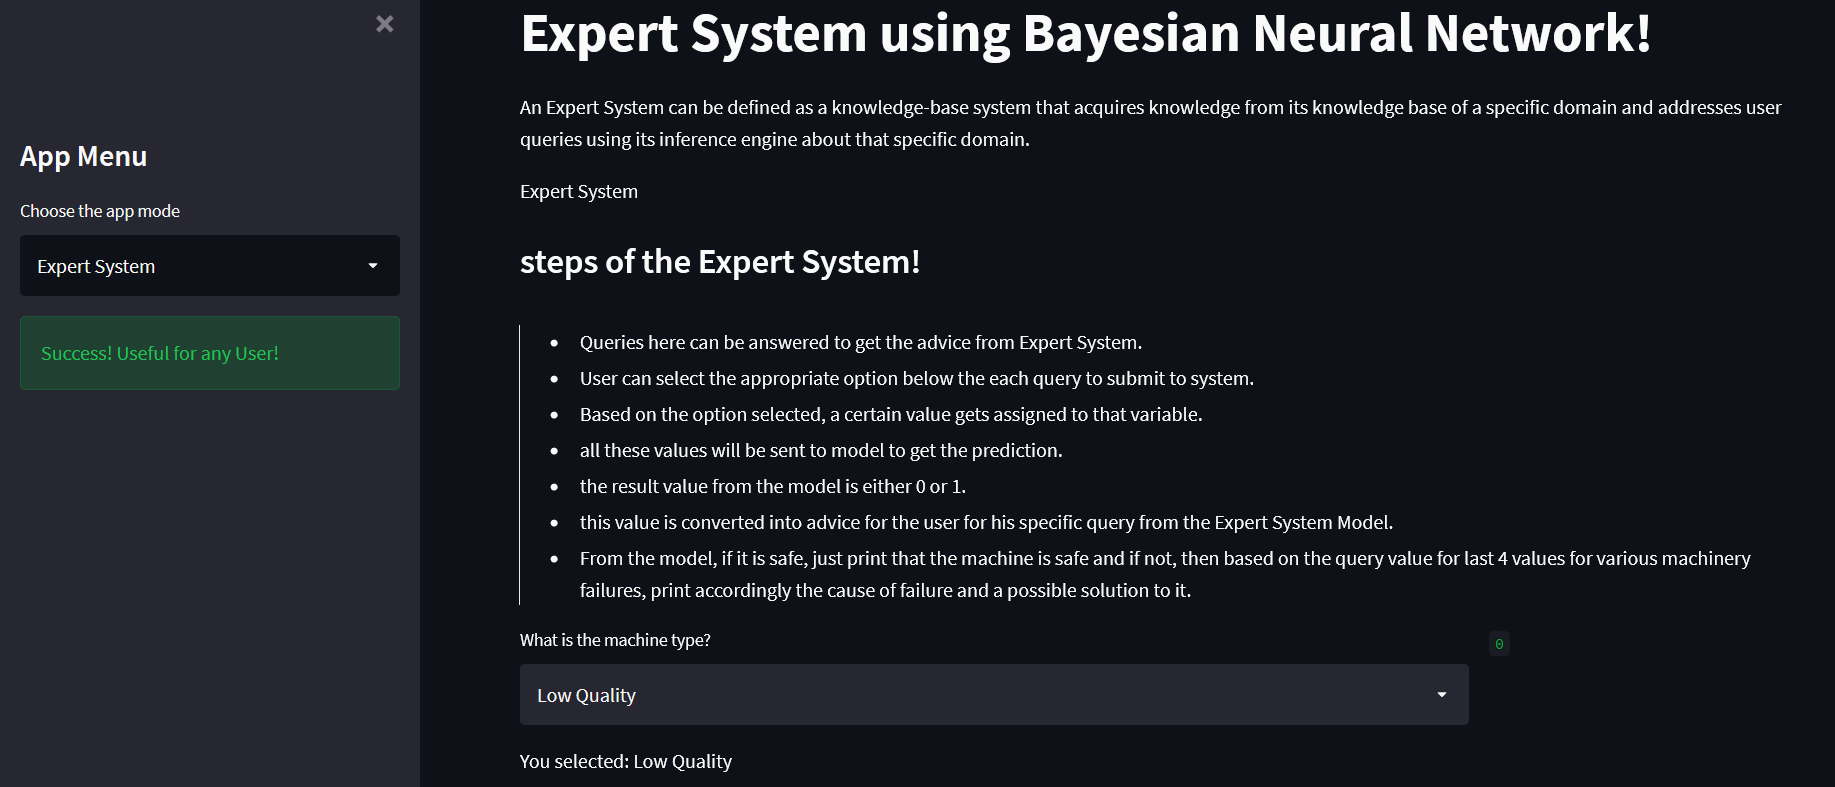 App Menu
Choose the app mode
Expert System
Success! Useful for any User!
Expert System using Bayesian Neural Network!
An Expert System can be defined as a knowledge-base system that acquires knowledge from its knowledge base of a specific domain and addresses user
queries using its inference engine about that specific domain.
Expert System
steps of the Expert System!
• Queries here can be answered to get the advice from Expert System.
• User can select the appropriate option below the each query to submit to system.
• Based on the option selected, a certain value gets assigned to that variable.
• all these values will be sent to model to get the prediction.
• the result value from the model is either 0 or 1.
• this value is converted into advice for the user for his specific query from the Expert System Model.
• From the model, if it is safe, just print that the machine is safe and if not, then based on the query value for last 4 values for various machinery
failures, print accordingly the cause of failure and a possible solution to it.
What is the machine type?
0
Low Quality
You selected: Low Quality